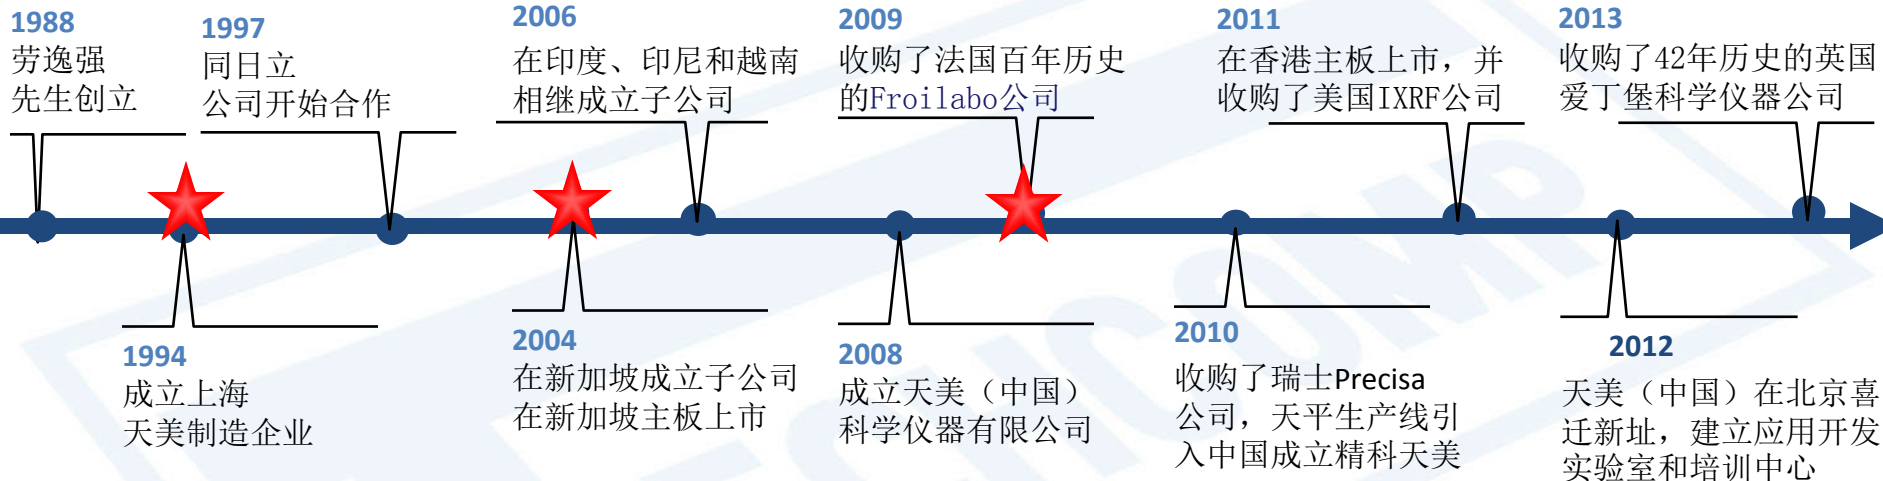 1988
劳逸强
先生创立
1997
同日立
公司开始合作
2006
在印度、印尼和越南
相继成立子公司
2009
收购了法国百年历史
的Froilabo公司
2011
在香港主板上市，并
收购了美国IXRF公司
2013
收购了42年历史的英国
爱丁堡科学仪器公司
1994
成立上海
天美制造企业
2004
在新加坡成立子公司
在新加坡主板上市
2008
成立天美（中国）
科学仪器有限公司
2010
收购了瑞士Precisa
公司，天平生产线引
入中国成立精科天美
2012
天美（中国）在北京喜
迁新址，建立应用开发
实验室和培训中心